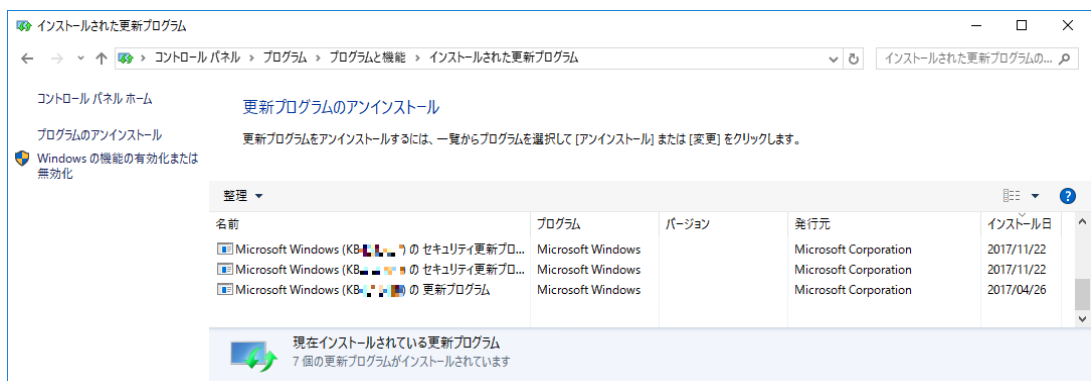 インストールされた更新プログラム
コントロール パネル › プログラム › プログラムと機能 › インストールされた更新プログラム
インストールされた更新プログラムの...
コントロール パネル ホーム
プログラムのアンインストール
Windows の機能の有効化または
無効化
更新プログラムのアンインストール
更新プログラムをアンインストールするには、一覧からプログラムを選択して [アンインストール] または [変更] をクリックします。
整理
名前 プログラム バージョン 発行元 インストール日
Microsoft Windows (KB ) の セキュリティ更新プロ... Microsoft Windows Microsoft Corporation 2017/11/22
Microsoft Windows (KB ) の セキュリティ更新プロ... Microsoft Windows Microsoft Corporation 2017/11/22
Microsoft Windows (KB ) の 更新プログラム Microsoft Windows Microsoft Corporation 2017/04/26
現在インストールされている更新プログラム
7 個の更新プログラムがインストールされています